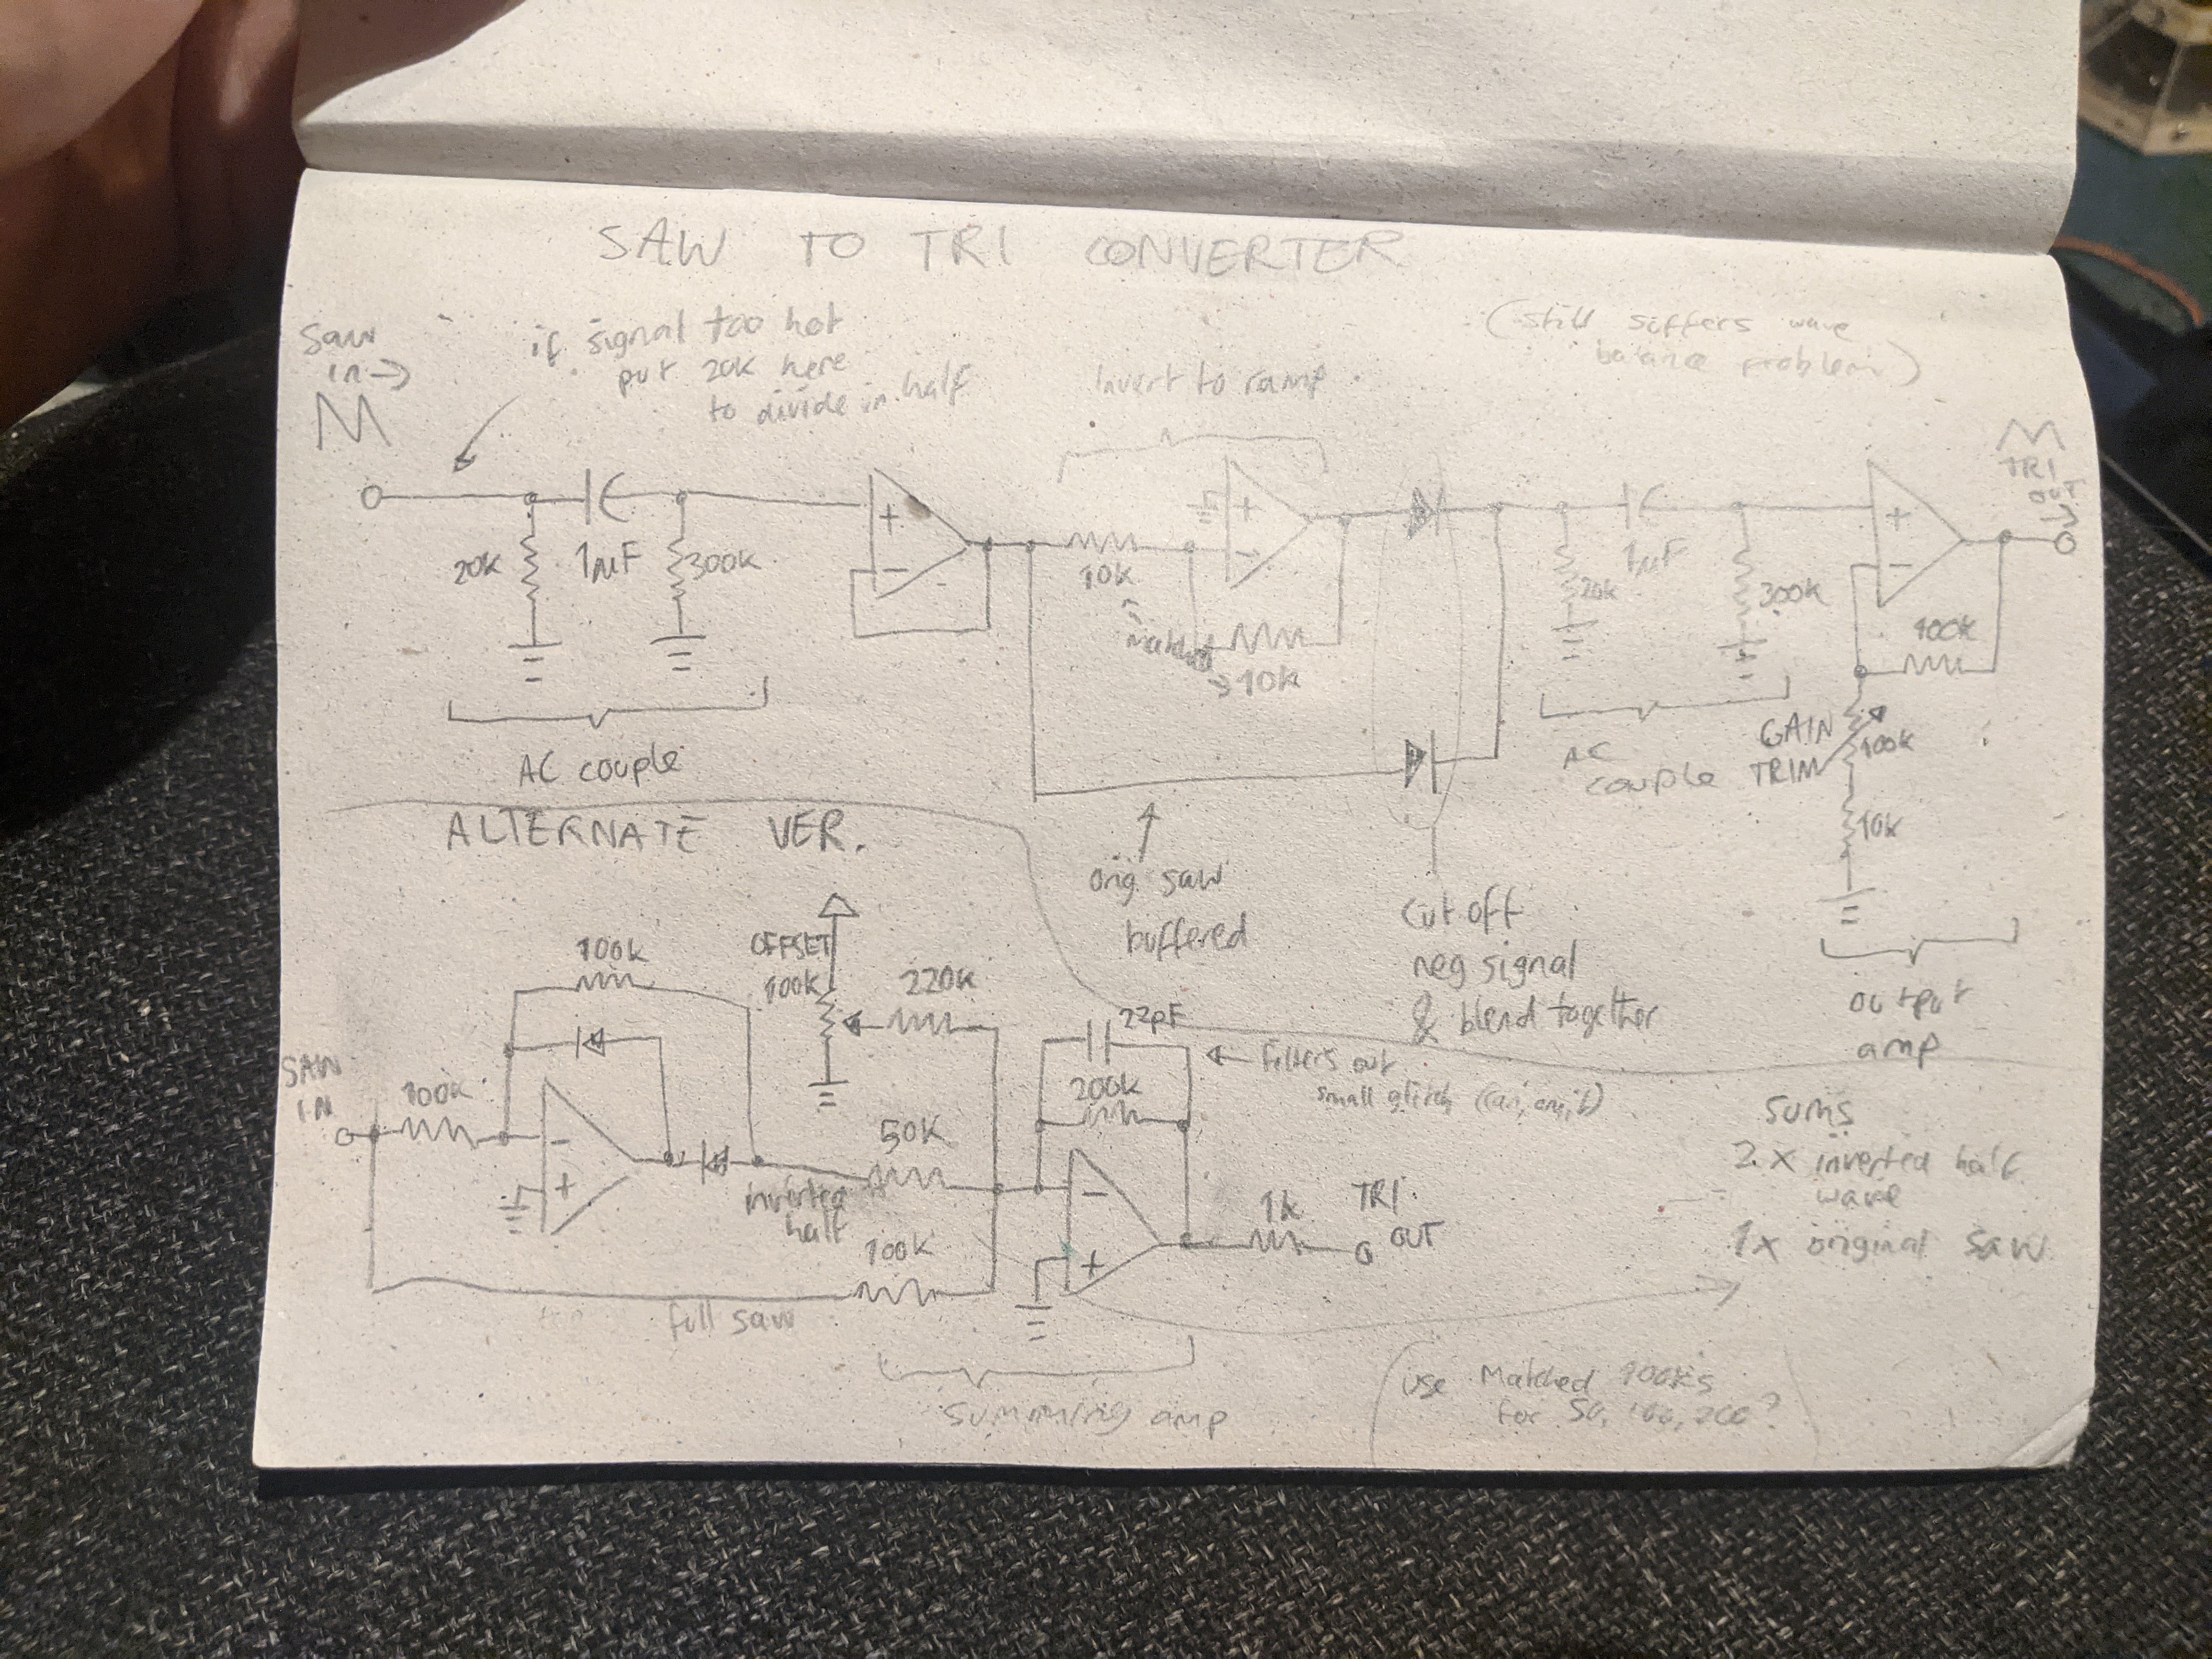 SAW TO TRI CONVERTER
Saw
in →
if signal too hot
put 20k here
to divide in half
Invert to ramp
(still suffers wave
balance problem)
TRI
OUT
20k
1µF
300k
+
-
10k
matched
10k
+
-
20k
1µF
300k
+
-
100k
GAIN
TRIM
100k
10k
AC couple
AC
couple
orig. saw
buffered
cut off
neg signal
& blend together
output
amp
ALTERNATE VER.
SAW
IN
100k
100k
-
+
OFFSET
100k
220k
inverted
half
50K
100k
full saw
22pF
200k
← Filters out
small glitch (can omit)
-
+
1k
TRI
OUT
summing amp
sums
2 x inverted half
wave
1x original saw
use Matched 100ks
for 50, 100, 200?